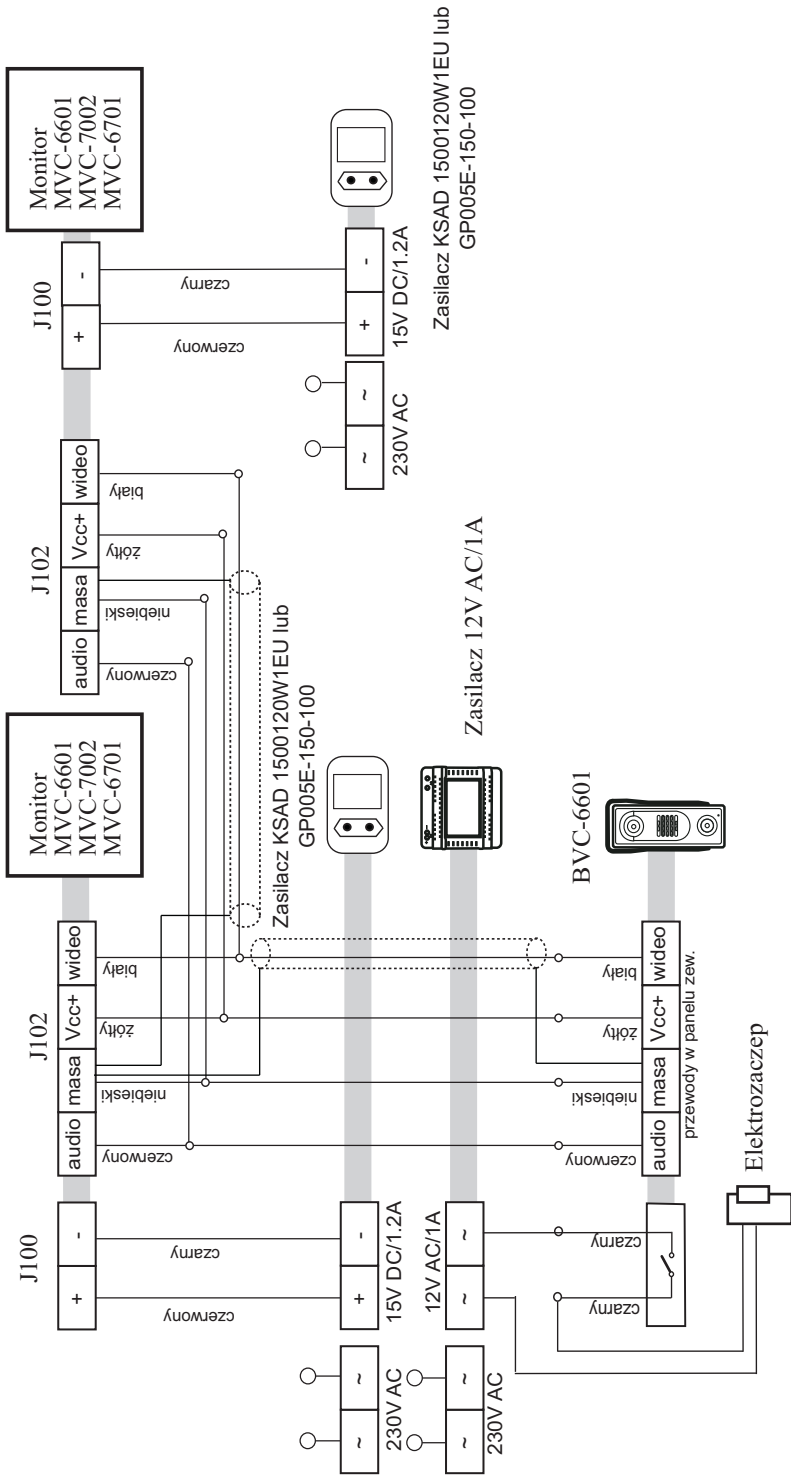 J100
+
-
czerwony
czarny
J102
audio
masa
Vcc+
wideo
czerwony
niebieski
żółty
biały
Monitor
MVC-6601
MVC-7002
MVC-6701
J102
audio
masa
Vcc+
wideo
czerwony
niebieski
żółty
biały
J100
+
-
czerwony
czarny
Monitor
MVC-6601
MVC-7002
MVC-6701
~
~
230V AC
+
-
15V DC/1.2A
Zasilacz KSAD 1500120W1EU lub
GP005E-150-100
~
~
230V AC
+
-
15V DC/1.2A
Zasilacz KSAD 1500120W1EU lub
GP005E-150-100
~
~
230V AC
12V AC/1A
~
~
Zasilacz 12V AC/1A
BVC-6601
czarny
czarny
czerwony
niebieski
żółty
biały
audio
masa
Vcc+
wideo
przewody w panelu zew.
Elektrozaczep